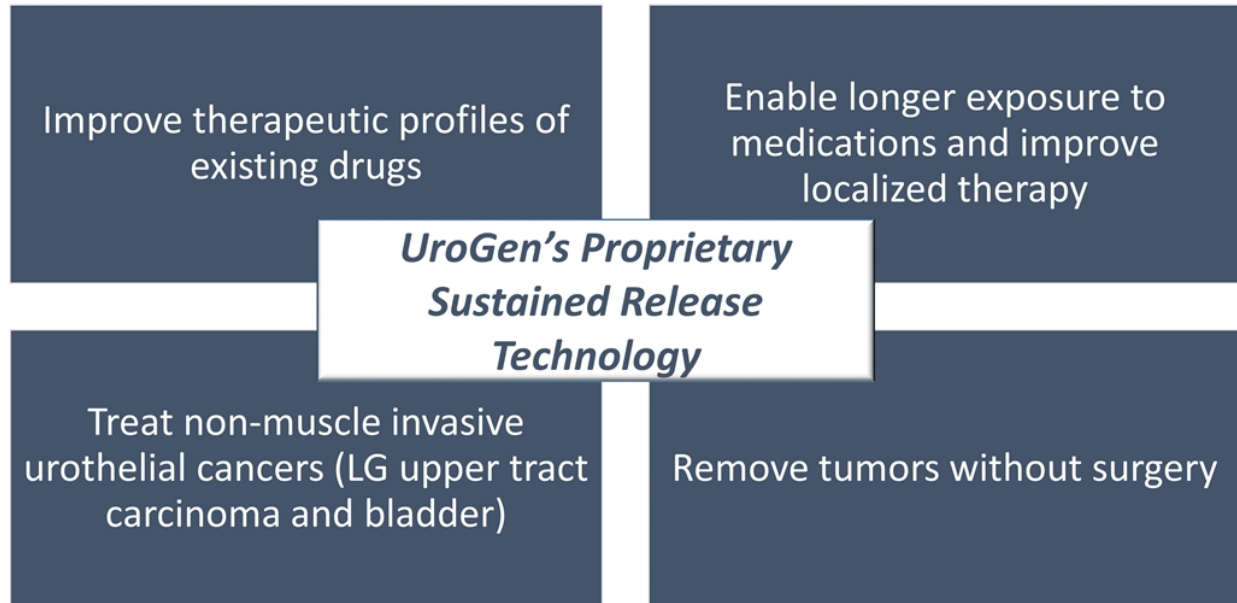 Improve therapeutic profiles of
existing drugs
Enable longer exposure to
medications and improve
localized therapy
UroGen’s Proprietary
Sustained Release
Technology
Treat non-muscle invasive
urothelial cancers (LG upper tract
carcinoma and bladder)
Remove tumors without surgery